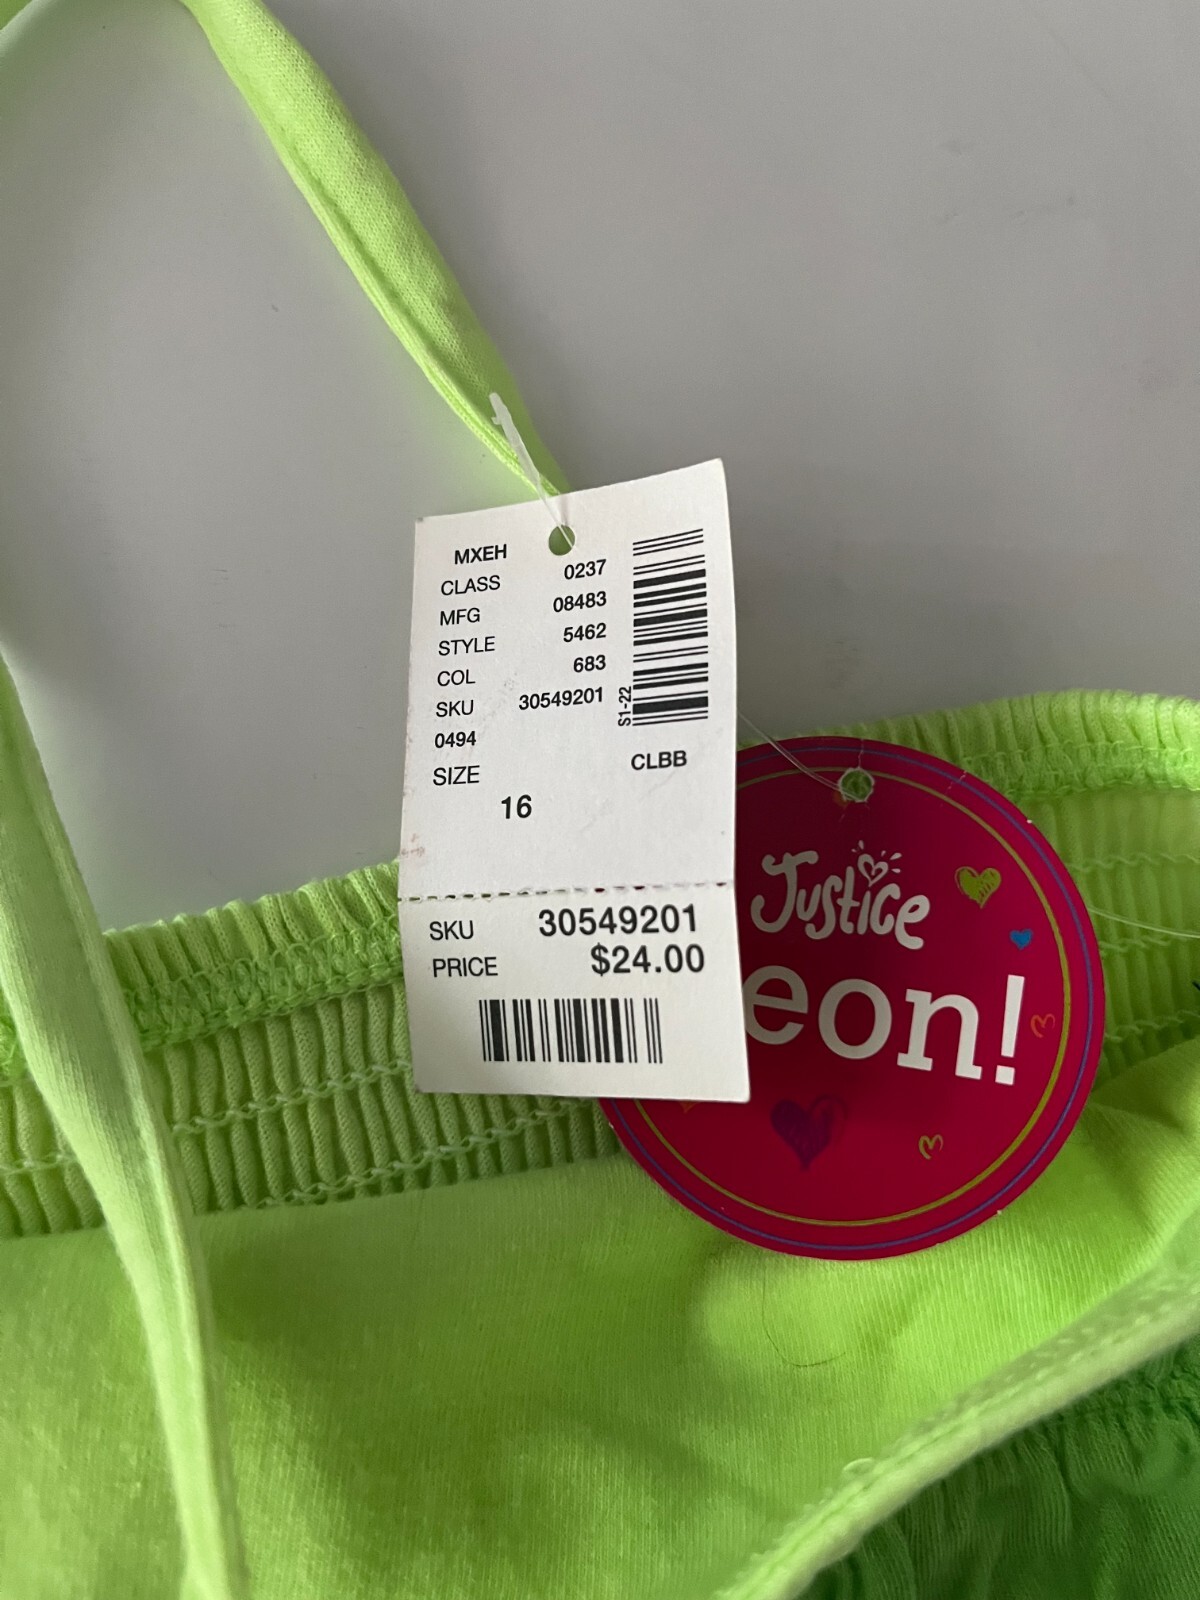 MXEH
CLASS 0237
MFG 08483
STYLE 5462
COL 683
SKU 30549201
0494
SIZE
16
S1-22
CLBB
SKU 30549201
PRICE $24.00
Justice
eon!